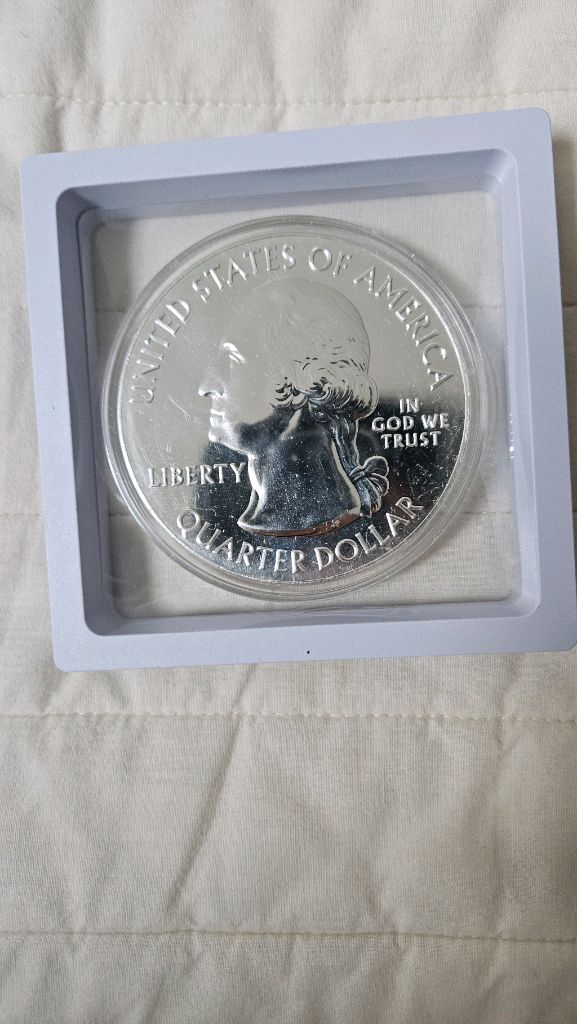 UNITED STATES OF AMERICA
IN
GOD WE
TRUST
LIBERTY
QUARTER DOLLAR